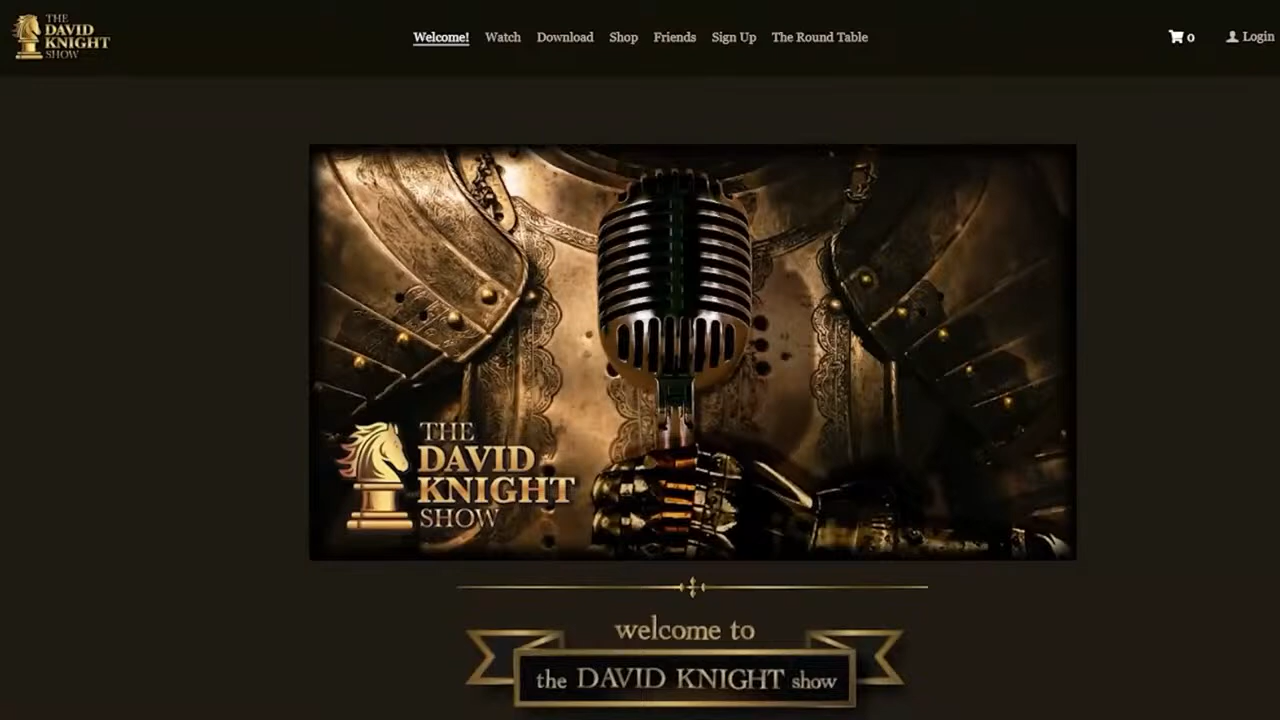 THE
DAVID
KNIGHT
SHOW
Welcome! Watch Download Shop Friends Sign Up The Round Table
0 Login
THE
DAVID
KNIGHT
SHOW
welcome to
the DAVID KNIGHT show